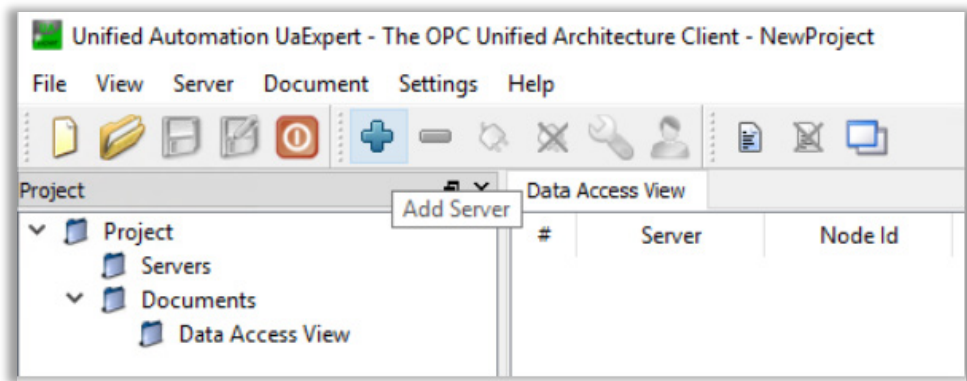 Unified Automation UaExpert - The OPC Unified Architecture Client - NewProject
File View Server Document Settings Help
Project
Add Server
Data Access View
# Server Node Id
Project
Servers
Documents
Data Access View